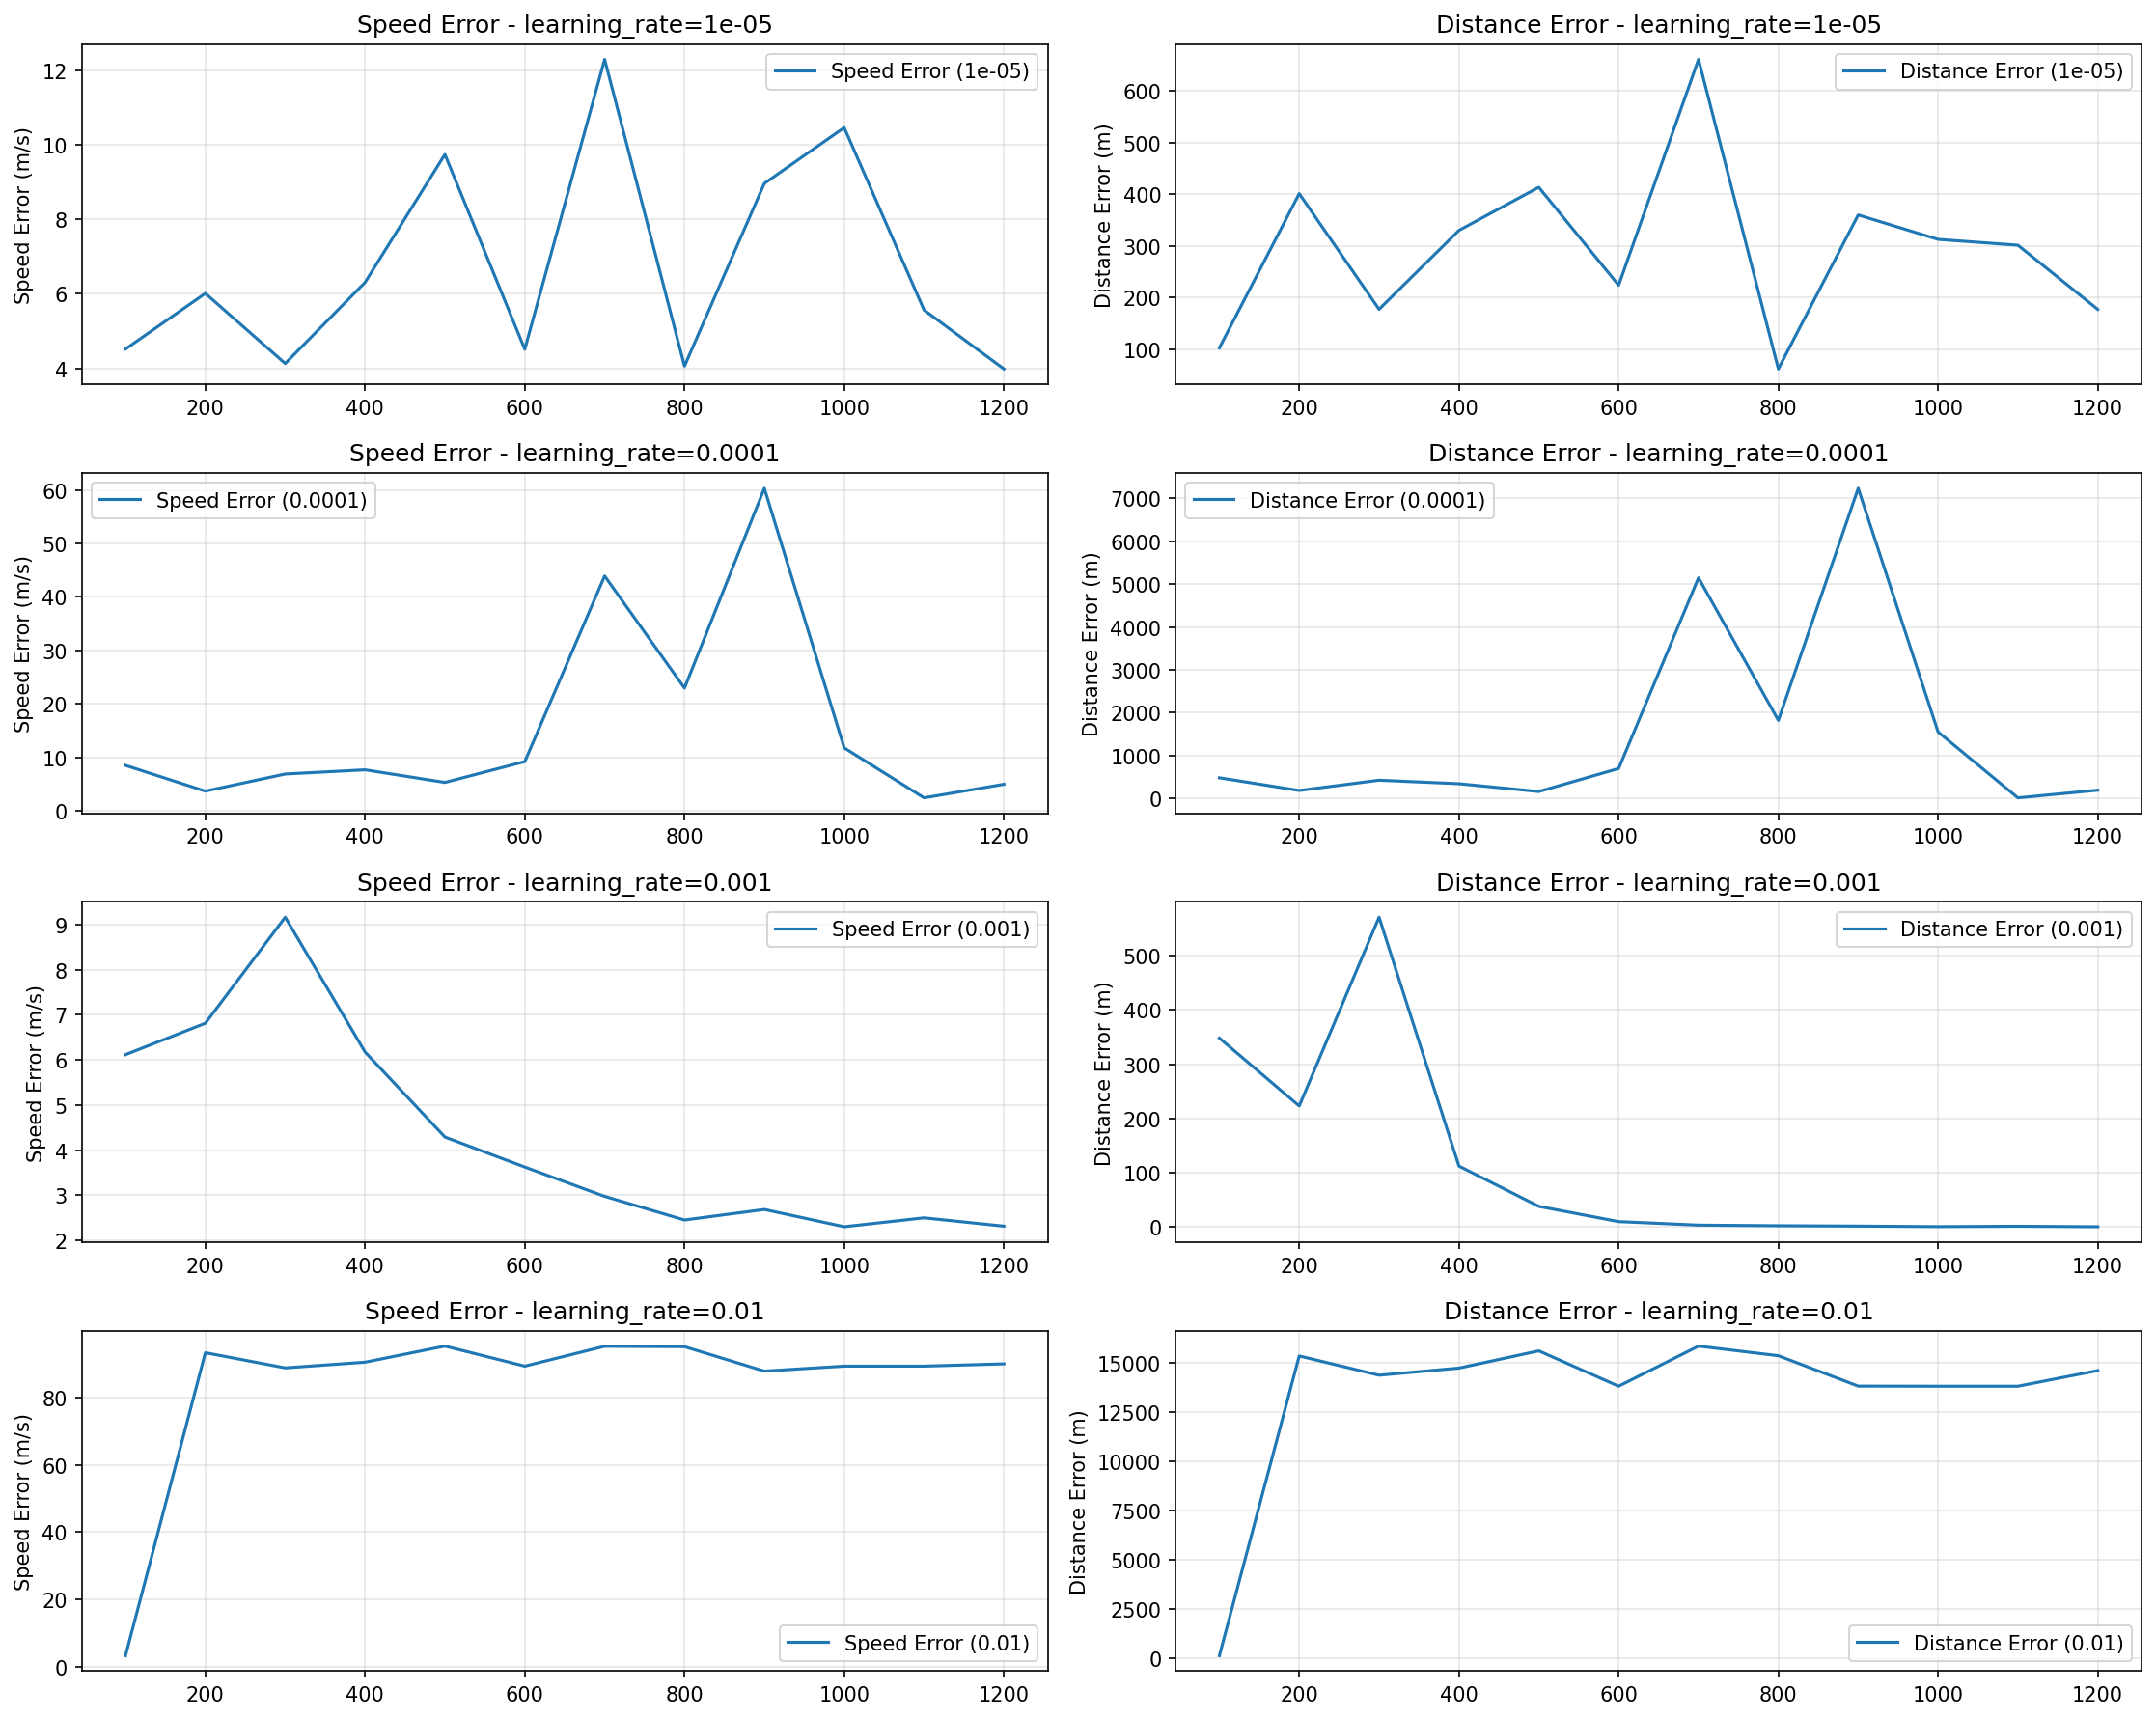 Speed Error - learning_rate=1e-05
Speed Error (m/s)
12
10
8
6
4
Speed Error (1e-05)
200 400 600 800 1000 1200
Distance Error - learning_rate=1e-05
Distance Error (m)
600
500
400
300
200
100
Distance Error (1e-05)
200 400 600 800 1000 1200
Speed Error - learning_rate=0.0001
Speed Error (m/s)
60
50
40
30
20
10
0
Speed Error (0.0001)
200 400 600 800 1000 1200
Distance Error - learning_rate=0.0001
Distance Error (m)
7000
6000
5000
4000
3000
2000
1000
0
Distance Error (0.0001)
200 400 600 800 1000 1200
Speed Error - learning_rate=0.001
Speed Error (m/s)
9
8
7
6
5
4
3
2
Speed Error (0.001)
200 400 600 800 1000 1200
Distance Error - learning_rate=0.001
Distance Error (m)
500
400
300
200
100
0
Distance Error (0.001)
200 400 600 800 1000 1200
Speed Error - learning_rate=0.01
Speed Error (m/s)
80
60
40
20
0
Speed Error (0.01)
200 400 600 800 1000 1200
Distance Error - learning_rate=0.01
Distance Error (m)
15000
12500
10000
7500
5000
2500
0
Distance Error (0.01)
200 400 600 800 1000 1200